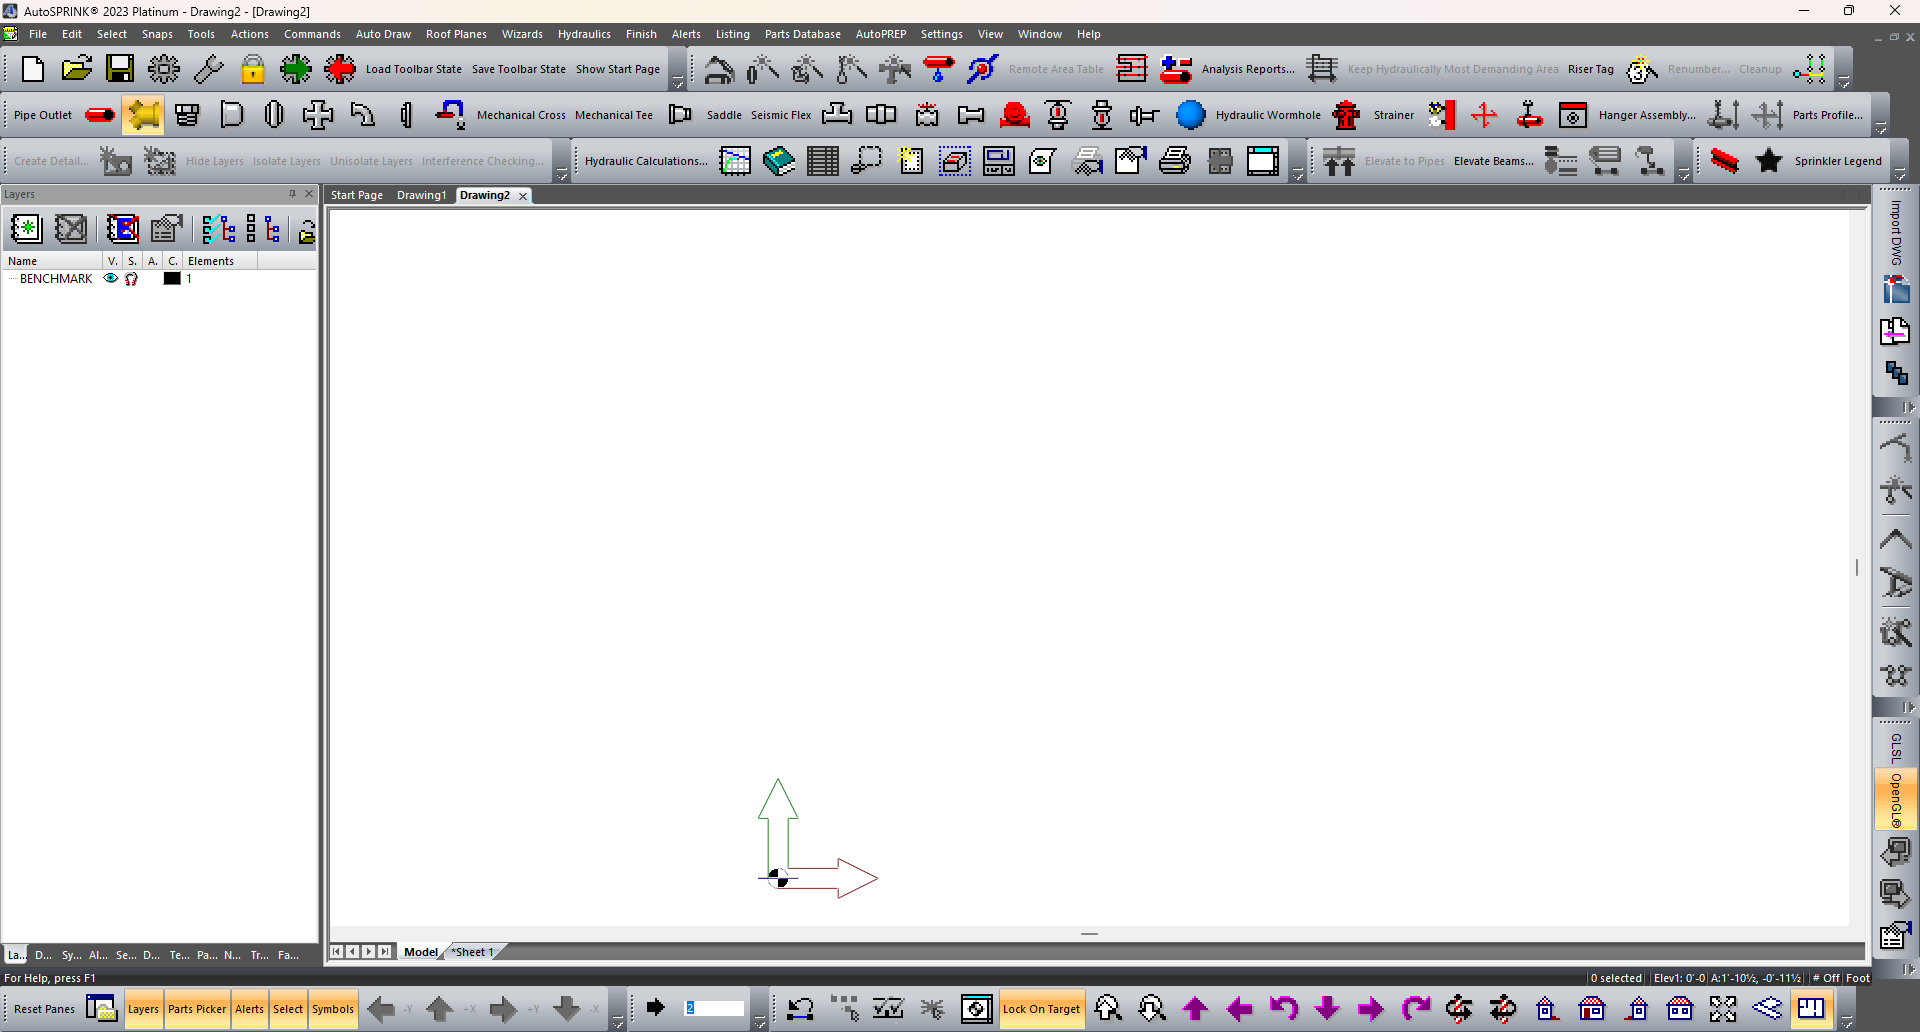 AutoSPRINK® 2023 Platinum - Drawing2 - [Drawing2]
File Edit Select Snaps Tools Actions Commands Auto Draw Roof Planes Wizards Hydraulics Finish Alerts Listing Parts Database AutoPREP Settings View Window Help
Load Toolbar State Save Toolbar State Show Start Page Remote Area Table Analysis Reports... Keep Hydraulically Most Demanding Area Riser Tag Renumber... Cleanup
Pipe Outlet Mechanical Cross Mechanical Tee Saddle Seismic Flex Hydraulic Wormhole Strainer Hanger Assembly... Parts Profile...
Create Detail... Hide Layers Isolate Layers Unisolate Layers Interference Checking... Hydraulic Calculations... Elevate to Pipes Elevate Beams... Sprinkler Legend
Layers
Start Page Drawing1 Drawing2
Import DWG
Name V. S. A. C. Elements
BENCHMARK 1
GLSL
OpenGL®
Model *Sheet 1
La... D... Sy... Al... Se... D... Te... Pa... N... Tr... Fa...
For Help, press F1
0 selected Elev1: 0'-0 A:1'-10½, -0'-11½ # Off Foot
Reset Panes Layers Parts Picker Alerts Select Symbols -Y +X +Y -X 2 Lock On Target